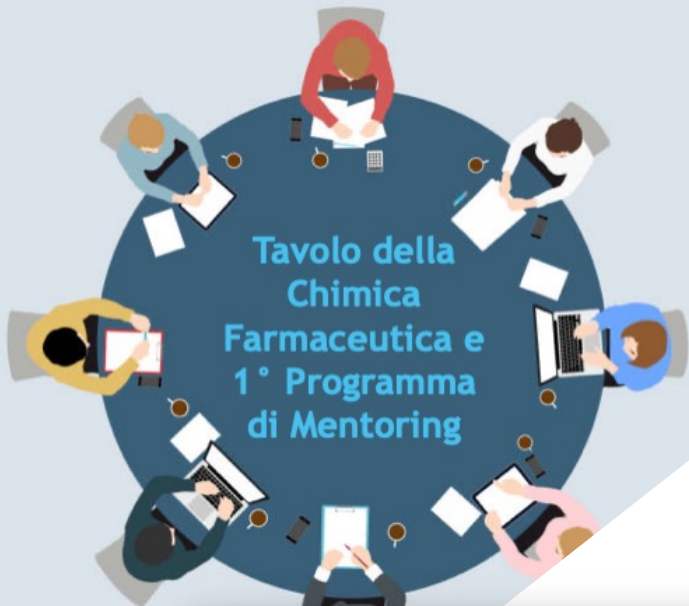 Tavolo della
Chimica
Farmaceutica e
1° Programma
di Mentoring